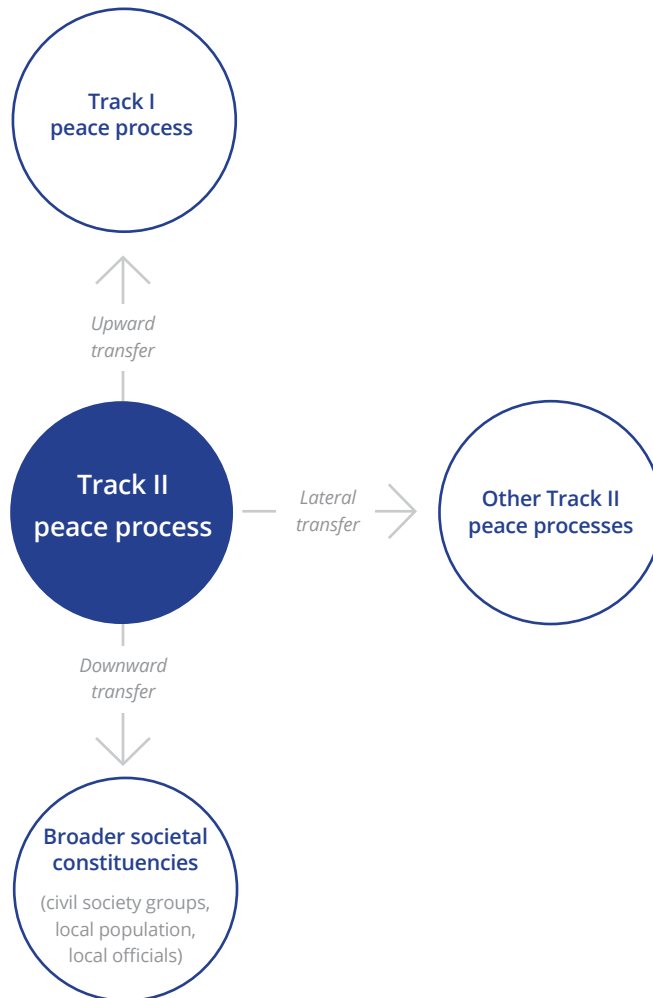 Track I
peace process
Upward
transfer
Track II
peace process
Lateral
transfer
Other Track II
peace processes
Downward
transfer
Broader societal
constituencies
(civil society groups,
local population,
local officials)